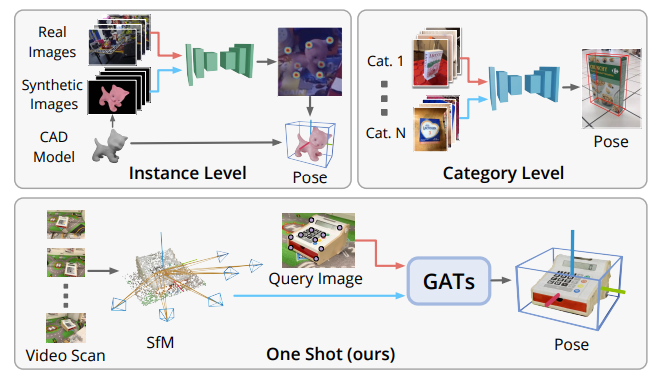 Real
Images
Synthetic
Images
CAD
Model
Instance Level
Pose
Cat. 1
Cat. N
Category Level
Pose
Video Scan
SfM
Query Image
GATs
One Shot (ours)
Pose